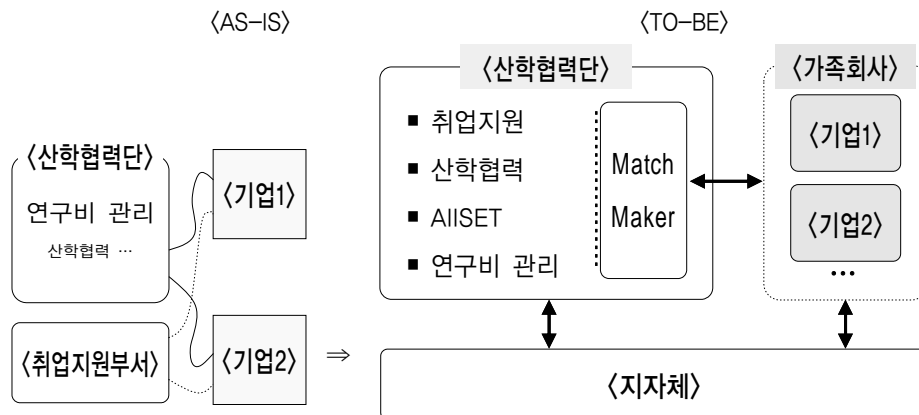 〈AS-IS〉
〈산학협력단〉
연구비 관리
산학협력 …
〈취업지원부서〉
〈기업1〉
〈기업2〉
⇒
〈TO-BE〉
〈산학협력단〉
■ 취업지원
■ 산학협력
■ AIISET
■ 연구비 관리
Match
Maker
〈가족회사〉
〈기업1〉
〈기업2〉
…
〈지자체〉